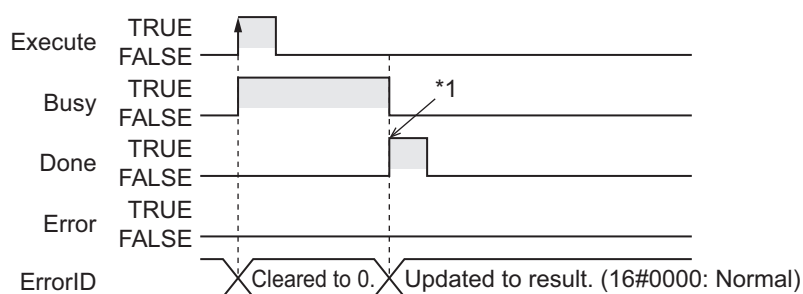 Execute TRUE
FALSE
Busy TRUE
FALSE
*1
Done TRUE
FALSE
Error TRUE
FALSE
ErrorID Cleared to 0. Updated to result. (16#0000: Normal)